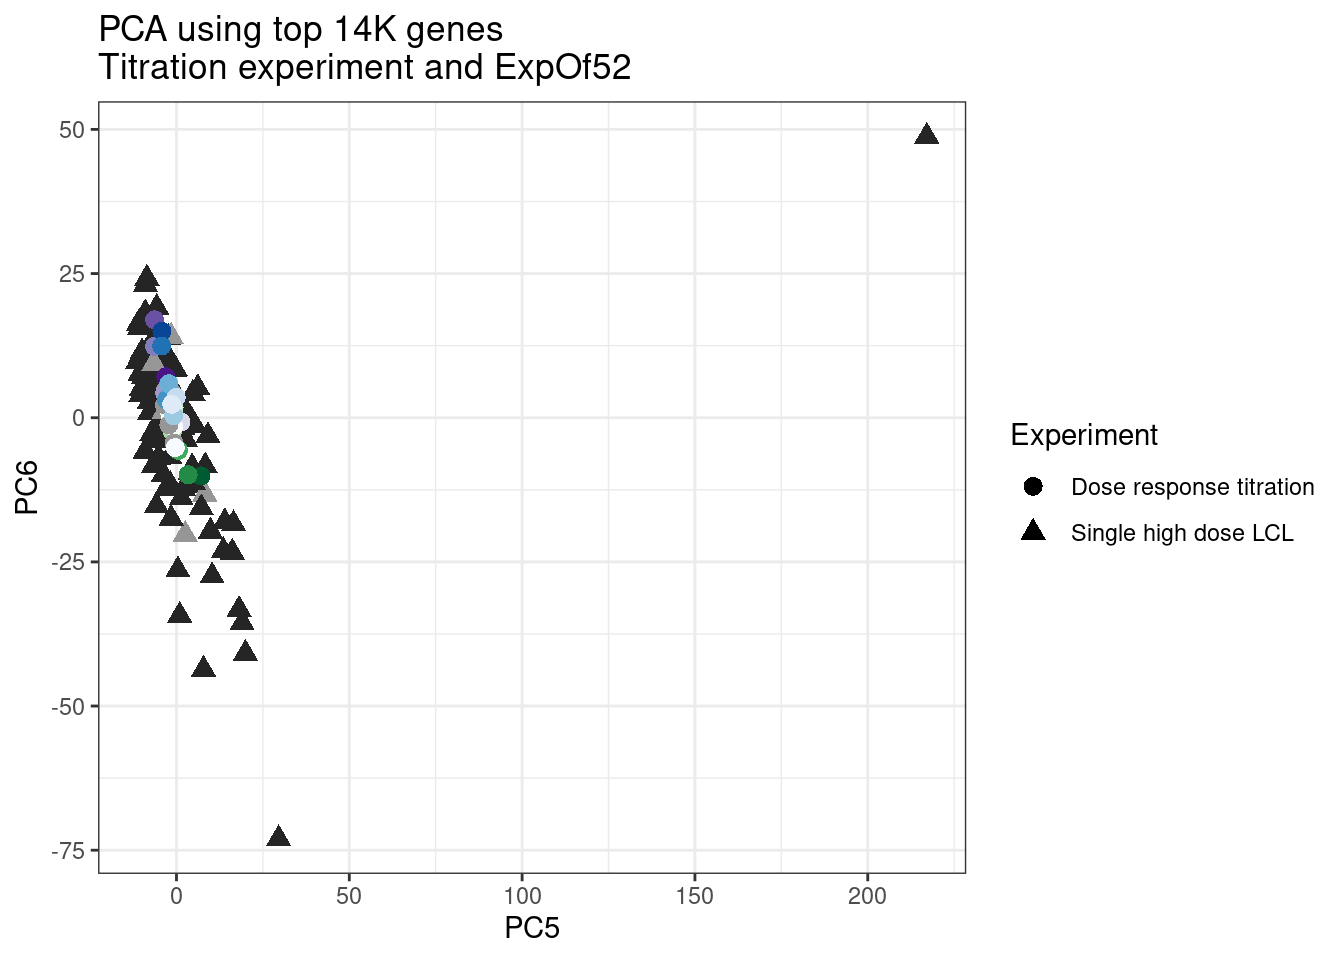 PCA using top 14K genes
Titration experiment and ExpOf52
50
25
0
-25
-50
-75
PC6
0 50 100 150 200
PC5
Experiment
Dose response titration
Single high dose LCL